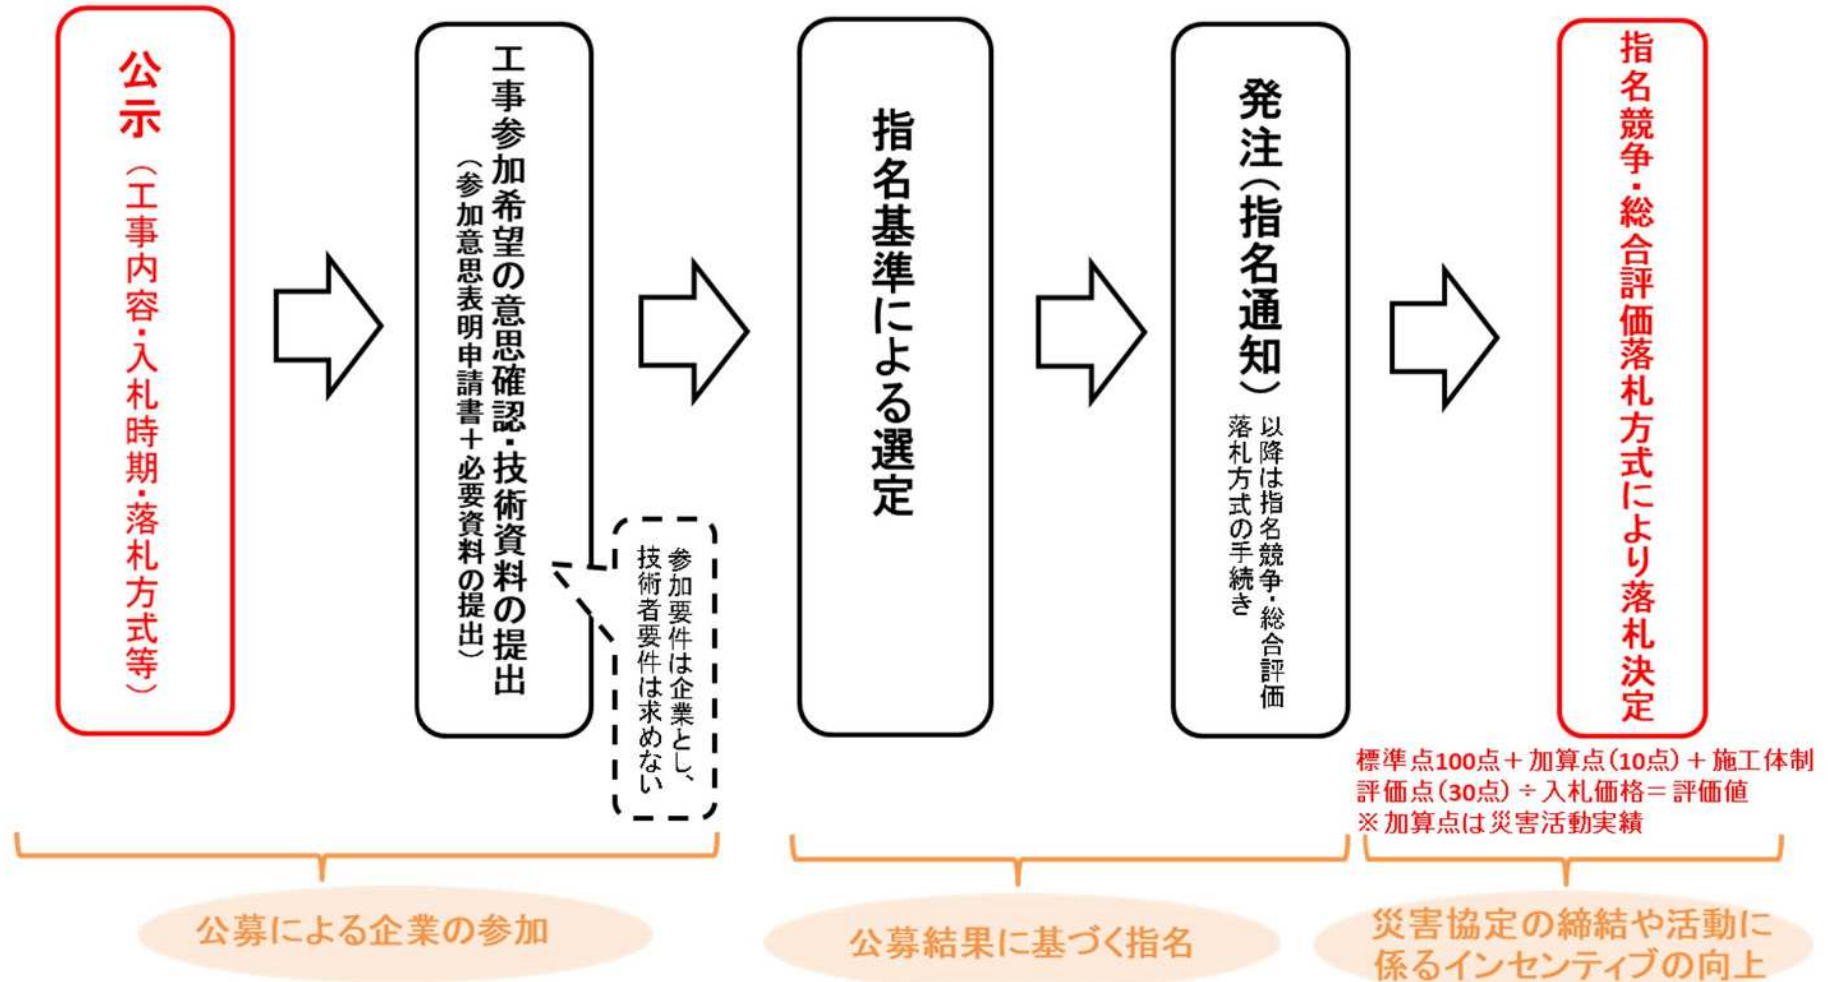 公示（工事内容・入札時期・落札方式等）
工事参加希望の意思確認・技術資料の提出
（参加意思表明申請書＋必要資料の提出）
参加要件は企業とし、
技術者要件は求めない
指名基準による選定
発注（指名通知）
以降は指名競争・総合評価
落札方式の手続き
指名競争・総合評価落札方式により落札決定
標準点100点＋加算点（10点）＋施工体制
評価点（30点）÷入札価格＝評価値
※加算点は災害活動実績
公募による企業の参加
公募結果に基づく指名
災害協定の締結や活動に
係るインセンティブの向上